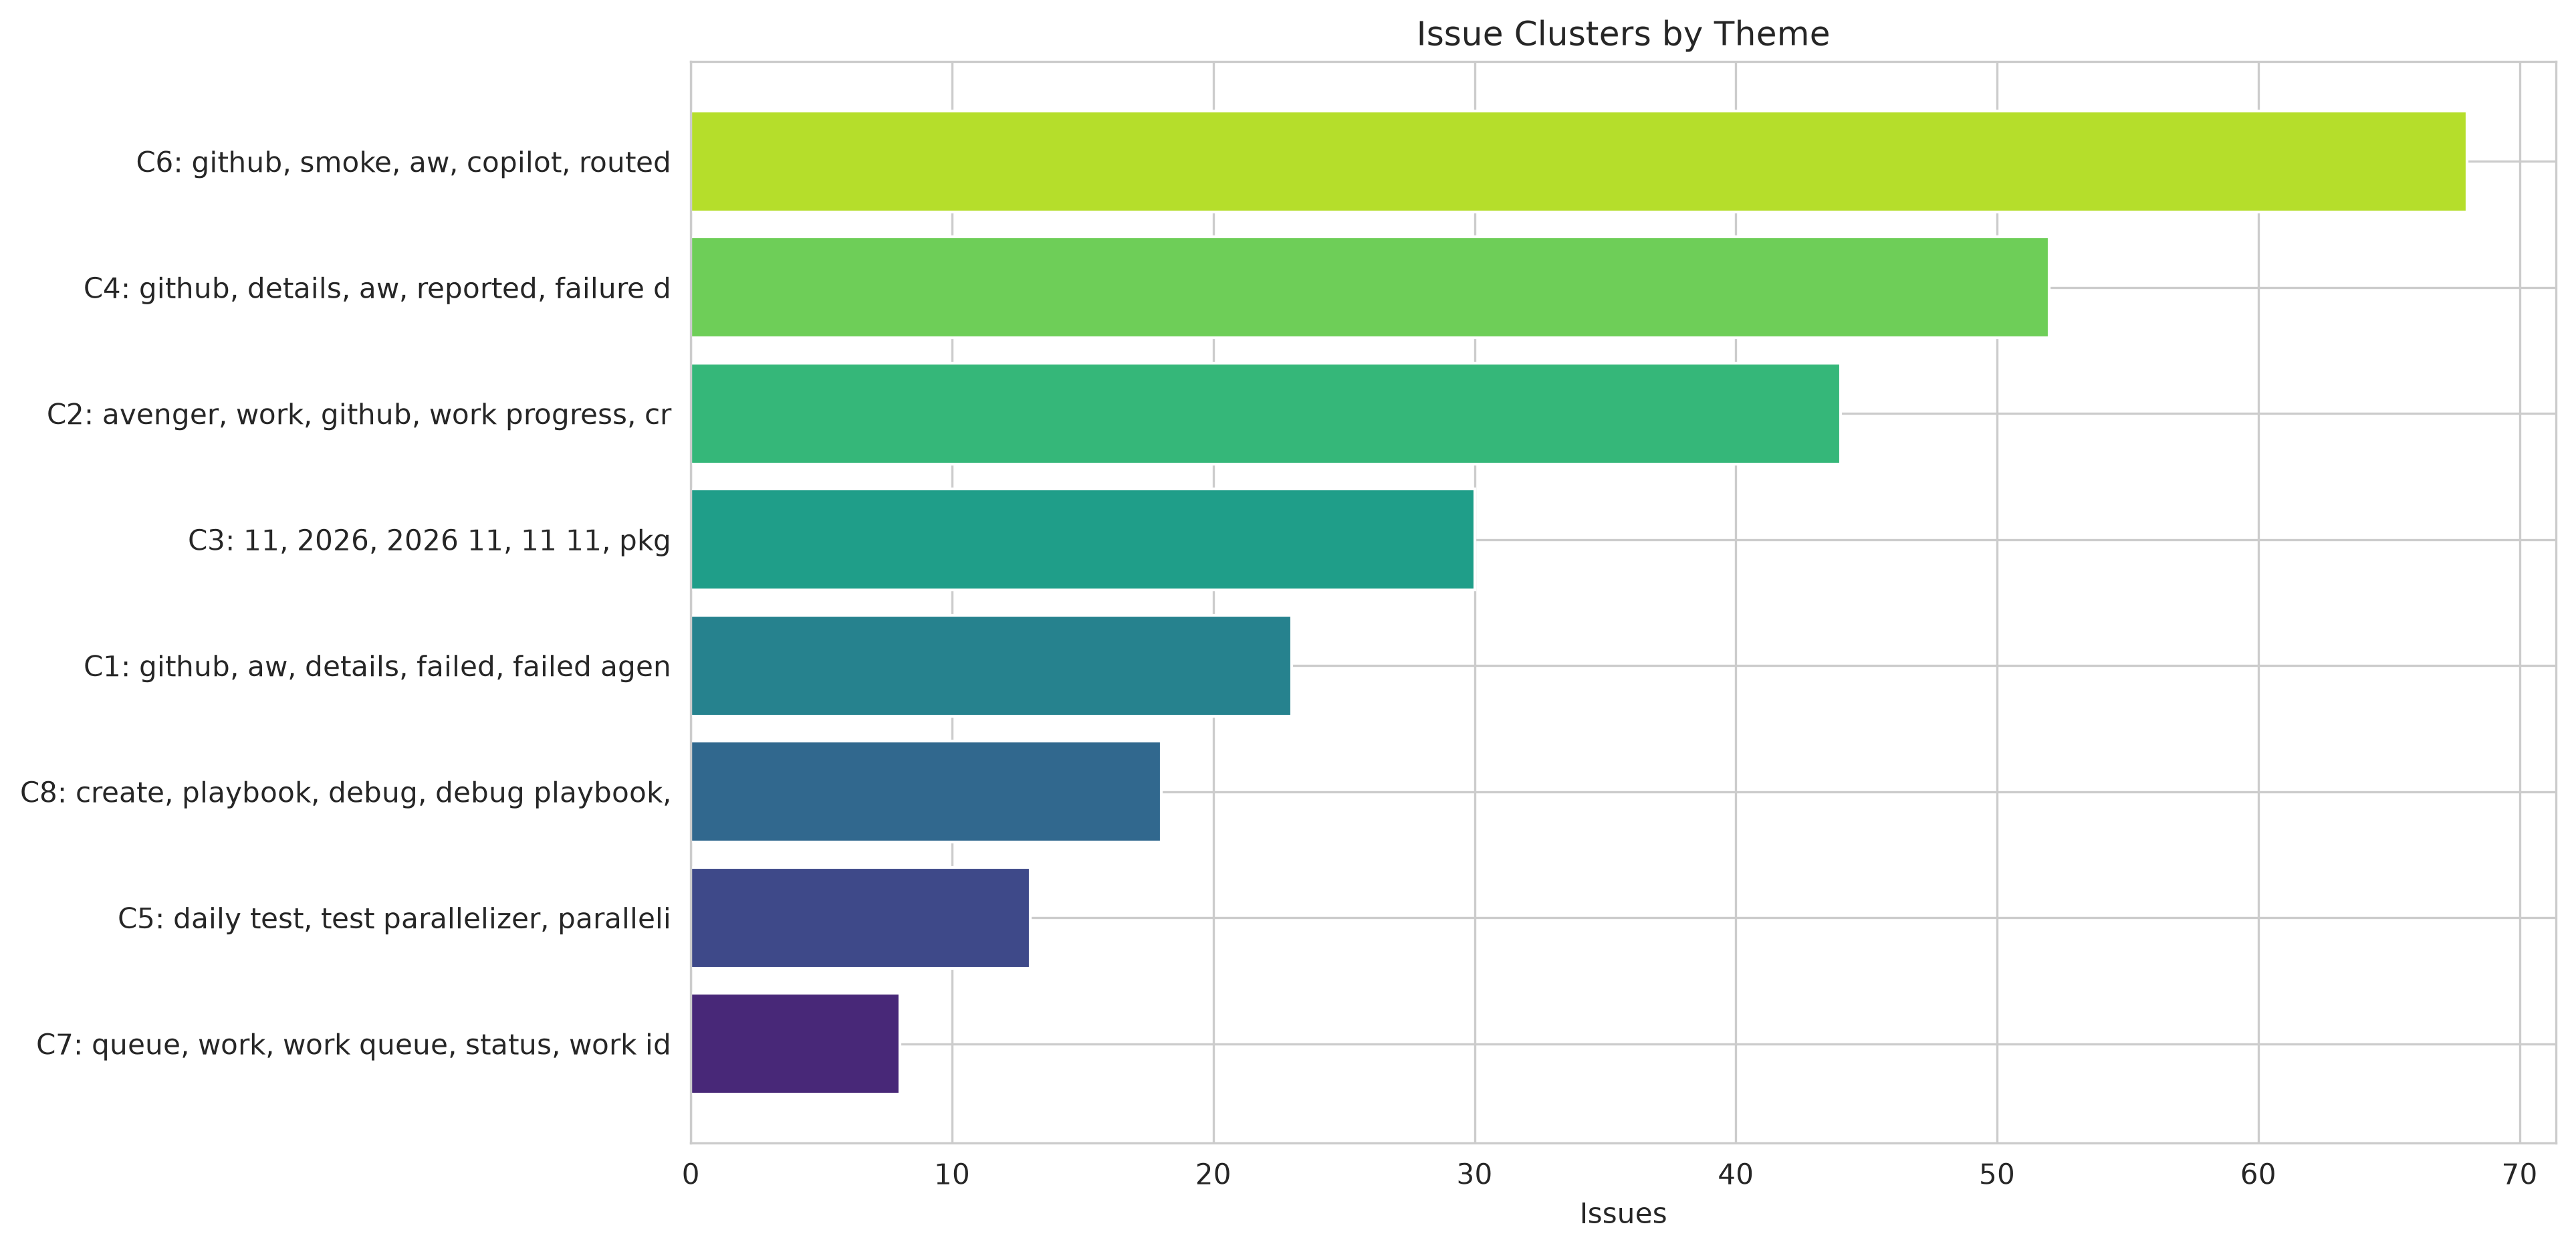 Issue Clusters by Theme
C6: github, smoke, aw, copilot, routed
C4: github, details, aw, reported, failure d
C2: avenger, work, github, work progress, cr
C3: 11, 2026, 2026 11, 11 11, pkg
C1: github, aw, details, failed, failed agen
C8: create, playbook, debug, debug playbook,
C5: daily test, test parallelizer, paralleli
C7: queue, work, work queue, status, work id
0 10 20 30 40 50 60 70
Issues